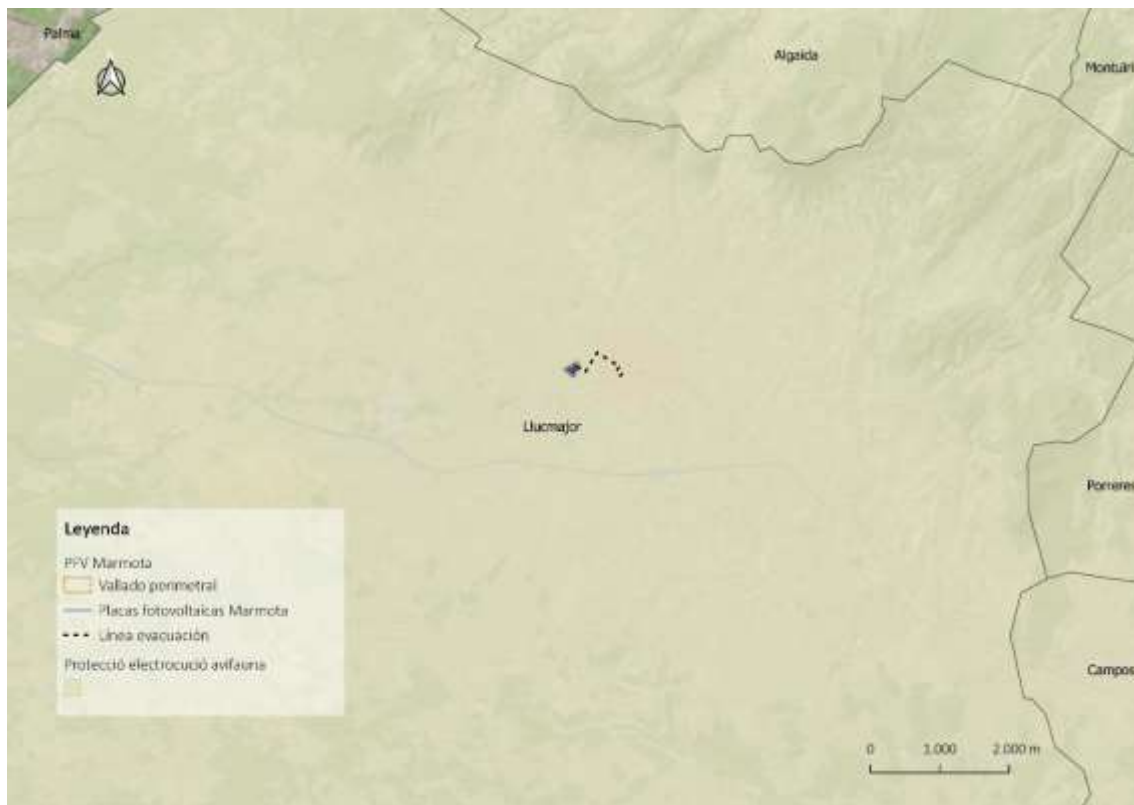 Palma
Algaida
Montuïri
Llucmajor
Porreres
Leyenda
PFV Marmota
Vallado perimetral
Placas fotovoltaicas Marmota
Línea evacuación
Protecció electrocució avifauna
Campos
0 1.000 2.000 m